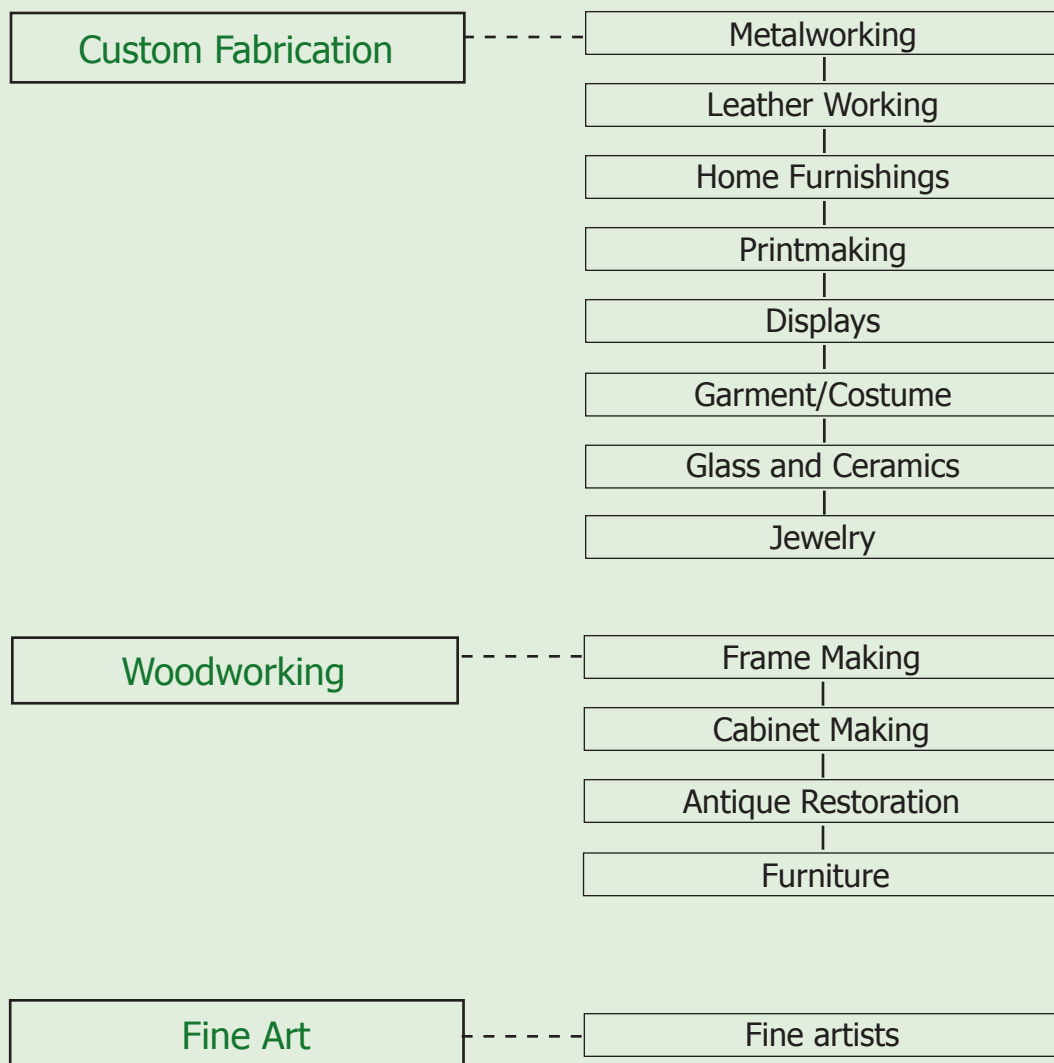 Custom Fabrication
Metalworking
Leather Working
Home Furnishings
Printmaking
Displays
Garment/Costume
Glass and Ceramics
Jewelry
Woodworking
Frame Making
Cabinet Making
Antique Restoration
Furniture
Fine Art
Fine artists